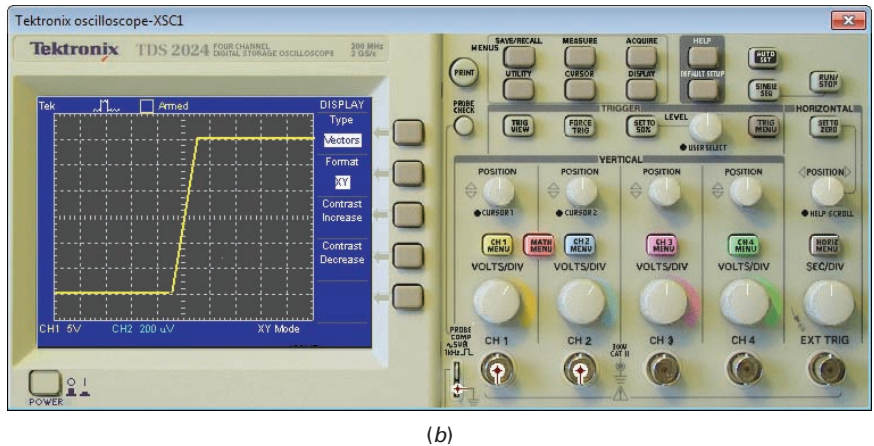 Tektronix oscilloscope-XSC1
Tektronix TDS 2024 FOUR CHANNEL DIGITAL STORAGE OSCILLOSCOPE 200 MHz 2 GS/s
Tek Armed DISPLAY
Type
Vectors
Format
XY
Contrast
Increase
Contrast
Decrease
CH1 5V CH2 200 uV XY Mode
POWER
MENUS
SAVE/RECALL MEASURE ACQUIRE HELP
PRINT
UTILITY CURSOR DISPLAY DEFAULT SETUP
AUTO SET
SINGLE SEQ
RUN/ STOP
PROBE CHECK
TRIGGER
TRIG VIEW
FORCE TRIG
SET TO 50%
LEVEL
USER SELECT
TRIG MENU
HORIZONTAL
SET TO ZERO
VERTICAL
POSITION POSITION POSITION POSITION POSITION
CURSOR 1 CURSOR 2 HELP SCROLL
CH 1 MENU
MATH MENU
CH 2 MENU
CH 3 MENU
CH 4 MENU
HORIZ MENU
VOLTS/DIV VOLTS/DIV VOLTS/DIV VOLTS/DIV SEC/DIV
PROBE COMP
~5V
1kHz
CH 1 CH 2 CH 3 CH 4 EXT TRIG
300V CAT II
(b)